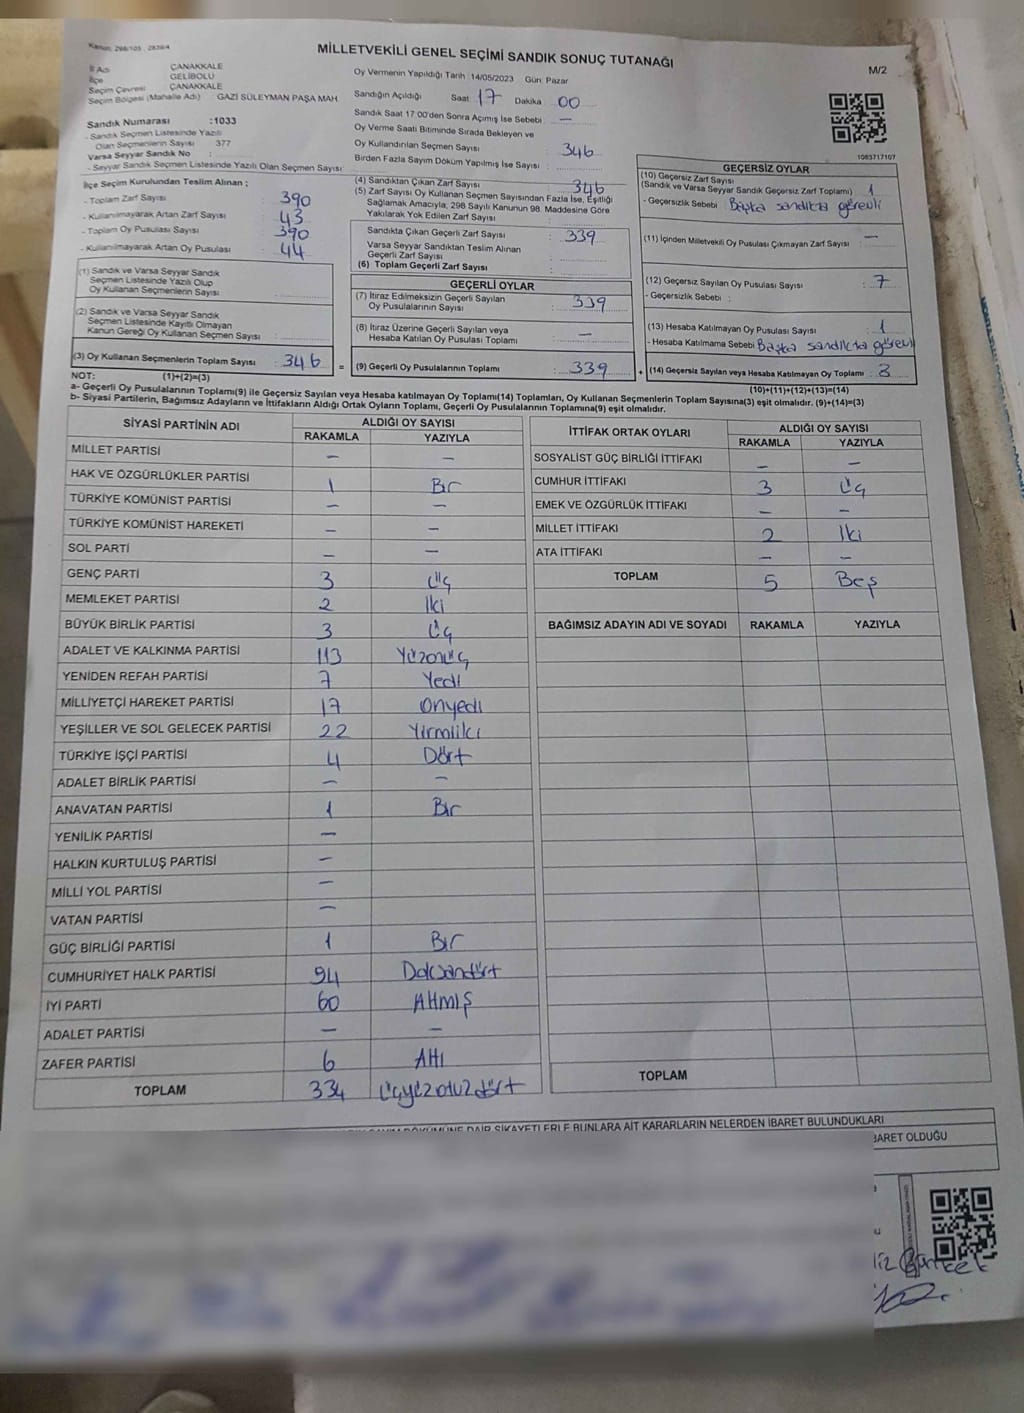 Kanun: 298/105 , 2839/4
MİLLETVEKİLİ GENEL SEÇİMİ SANDIK SONUÇ TUTANAĞI
M/2
İl Adı ÇANAKKALE
İlçe GELİBOLU
Seçim Çevresi ÇANAKKALE
Seçim Bölgesi (Mahalle Adı) GAZİ SÜLEYMAN PAŞA MAH
Sandık Numarası :1033
- Sandık Seçmen Listesinde Yazılı
Olan Seçmenlerin Sayısı 377
Varsa Seyyar Sandık No :
- Seyyar Sandık Seçmen Listesinde Yazılı Olan Seçmen Sayısı:
Oy Vermenin Yapıldığı Tarih :14/05/2023 Gün: Pazar
Sandığın Açıldığı Saat 17 Dakika 00
Sandık Saat 17:00'den Sonra Açımış İse Sebebi : —
Oy Verme Saati Bitiminde Sırada Bekleyen ve
Oy Kullandırılan Seçmen Sayısı : 346
Birden Fazla Sayım Döküm Yapılmış İse Sayısı :
1083717107
İlçe Seçim Kurulundan Teslim Alınan ;
- Toplam Zarf Sayısı : 390
- Kullanılmayarak Artan Zarf Sayısı : 43
- Toplam Oy Pusulası Sayısı : 390
- Kullanılmayarak Artan Oy Pusulası : 44
(1) Sandık ve Varsa Seyyar Sandık
Seçmen Listesinde Yazılı Olup
Oy Kullanan Seçmenlerin Sayısı :
(2) Sandık ve Varsa Seyyar Sandık
Seçmen Listesinde Kayıtlı Olmayan
Kanun Gereği Oy Kullanan Seçmen Sayısı :
(3) Oy Kullanan Seçmenlerin Toplam Sayısı : 346
(1)+(2)=(3)
(4) Sandıktan Çıkan Zarf Sayısı : 346
(5) Zarf Sayısı Oy Kullanan Seçmen Sayısından Fazla İse, Eşitliği
Sağlamak Amacıyla; 298 Sayılı Kanunun 98. Maddesine Göre
Yakılarak Yok Edilen Zarf Sayısı :
Sandıkta Çıkan Geçerli Zarf Sayısı : 339
Varsa Seyyar Sandıktan Teslim Alınan
Geçerli Zarf Sayısı :
(6) Toplam Geçerli Zarf Sayısı :
GEÇERLİ OYLAR
(7) İtiraz Edilmeksizin Geçerli Sayılan
Oy Pusulalarının Sayısı : 339
(8) İtiraz Üzerine Geçerli Sayılan veya
Hesaba Katılan Oy Pusulası Toplamı : —
= (9) Geçerli Oy Pusulalarının Toplamı : 339 +
GEÇERSİZ OYLAR
(10) Geçersiz Zarf Sayısı
(Sandık ve Varsa Seyyar Sandık Geçersiz Zarf Toplamı) : 1
- Geçersizlik Sebebi : Başka sandıkta görevli
(11) İçinden Milletvekili Oy Pusulası Çıkmayan Zarf Sayısı : —
(12) Geçersiz Sayılan Oy Pusulası Sayısı : 7
- Geçersizlik Sebebi :
(13) Hesaba Katılmayan Oy Pusulası Sayısı : 1
- Hesaba Katılmama Sebebi : Başka sandıkta görevli
(14) Geçersiz Sayılan veya Hesaba Katılmayan Oy Toplamı : 8
(10)+(11)+(12)+(13)=(14)
NOT:
a- Geçerli Oy Pusulalarının Toplamı(9) ile Geçersiz Sayılan veya Hesaba katılmayan Oy Toplamı(14) Toplamları, Oy Kullanan Seçmenlerin Toplam Sayısına(3) eşit olmalıdır. (9)+(14)=(3)
b- Siyasi Partilerin, Bağımsız Adayların ve İttifakların Aldığı Ortak Oyların Toplamı, Geçerli Oy Pusulalarının Toplamına(9) eşit olmalıdır.
SİYASİ PARTİNİN ADI ALDIĞI OY SAYISI
RAKAMLA YAZIYLA
MİLLET PARTİSİ — —
HAK VE ÖZGÜRLÜKLER PARTİSİ 1 Bir
TÜRKİYE KOMÜNİST PARTİSİ — —
TÜRKİYE KOMÜNİST HAREKETİ — —
SOL PARTİ — —
GENÇ PARTİ 3 Üç
MEMLEKET PARTİSİ 2 İki
BÜYÜK BİRLİK PARTİSİ 3 Üç
ADALET VE KALKINMA PARTİSİ 113 Yüzonüç
YENİDEN REFAH PARTİSİ 7 Yedi
MİLLİYETÇİ HAREKET PARTİSİ 17 Onyedi
YEŞİLLER VE SOL GELECEK PARTİSİ 22 Yirmiiki
TÜRKİYE İŞÇİ PARTİSİ 4 Dört
ADALET BİRLİK PARTİSİ — —
ANAVATAN PARTİSİ 1 Bir
YENİLİK PARTİSİ —
HALKIN KURTULUŞ PARTİSİ —
MİLLİ YOL PARTİSİ —
VATAN PARTİSİ —
GÜÇ BİRLİĞİ PARTİSİ 1 Bir
CUMHURİYET HALK PARTİSİ 94 Doksandört
İYİ PARTİ 60 Altmış
ADALET PARTİSİ — —
ZAFER PARTİSİ 6 Altı
TOPLAM 334 Üçyüzotuzdört
İTTİFAK ORTAK OYLARI ALDIĞI OY SAYISI
RAKAMLA YAZIYLA
SOSYALİST GÜÇ BİRLİĞİ İTTİFAKI — —
CUMHUR İTTİFAKI 3 Üç
EMEK VE ÖZGÜRLÜK İTTİFAKI — —
MİLLET İTTİFAKI 2 İki
ATA İTTİFAKI — —
TOPLAM 5 Beş
BAĞIMSIZ ADAYIN ADI VE SOYADI RAKAMLA YAZIYLA
TOPLAM
DÖKÜMÜNE DAİR ŞİKAYETLERLE BUNLARA AİT KARARLARIN NELERDEN İBARET BULUNDUKLARI
İBARET OLDUĞU